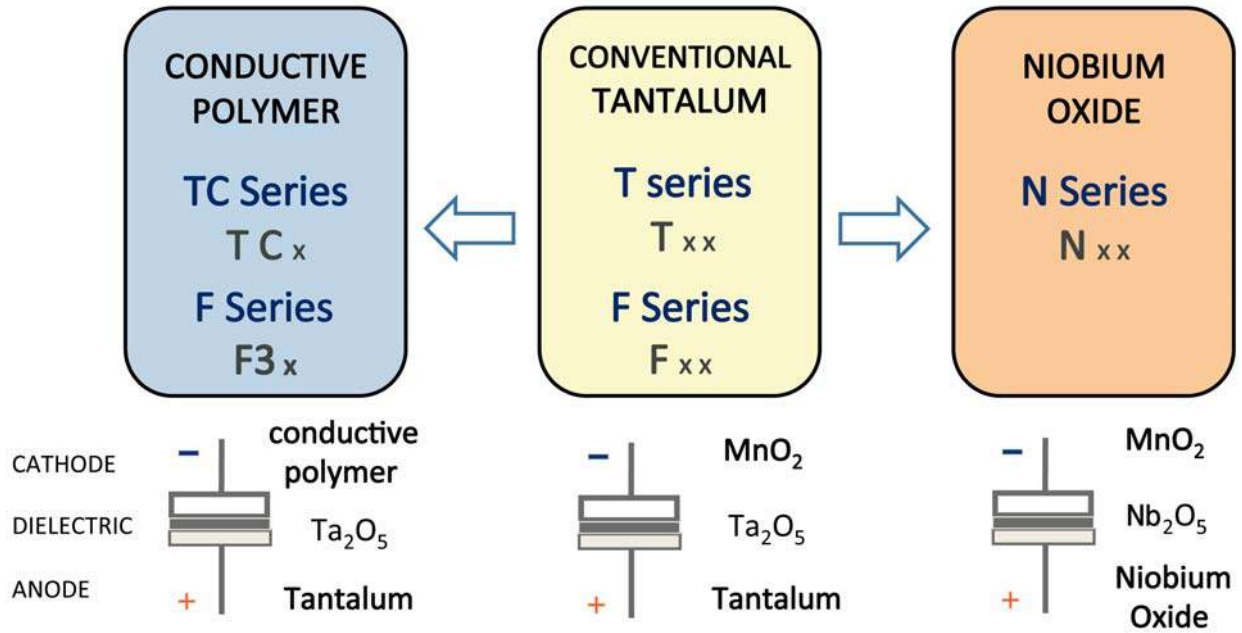 CONDUCTIVE
POLYMER
TC Series
T C x
F Series
F3 x
CONVENTIONAL
TANTALUM
T series
T x x
F Series
F x x
NIOBIUM
OXIDE
N Series
N x x
CATHODE
−
conductive
polymer
−
MnO₂
−
MnO₂
DIELECTRIC
Ta₂O₅
Ta₂O₅
Nb₂O₅
ANODE
+
Tantalum
+
Tantalum
+
Niobium
Oxide